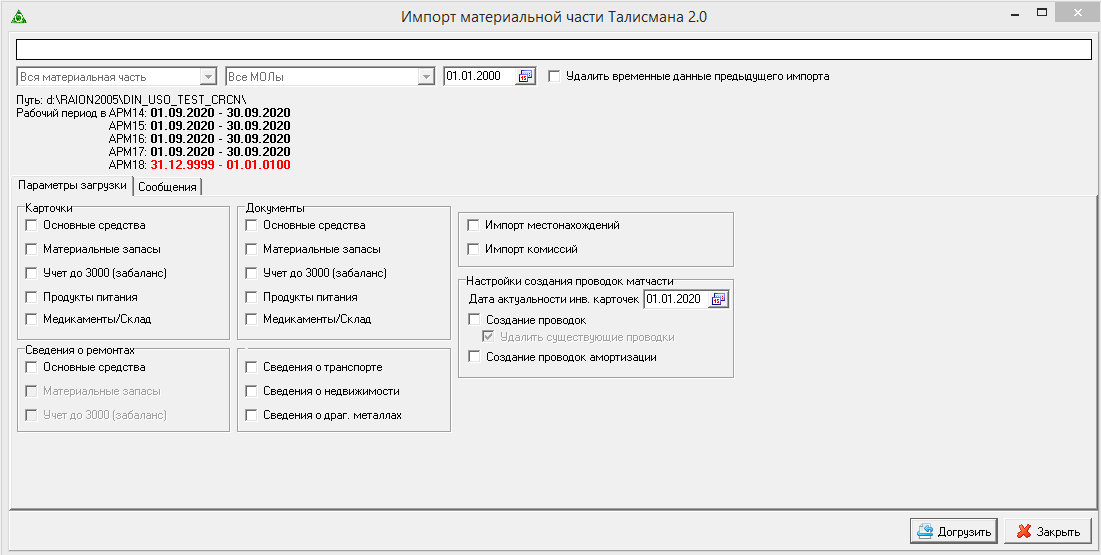 Импорт материальной части Талисмана 2.0
Вся материальная часть Все МОЛы 01.01.2000 Удалить временные данные предыдущего импорта
Путь: d:\RAION2005\DIN_USO_TEST_CRCN\
Рабочий период в АРМ14: 01.09.2020 - 30.09.2020
АРМ15: 01.09.2020 - 30.09.2020
АРМ16: 01.09.2020 - 30.09.2020
АРМ17: 01.09.2020 - 30.09.2020
АРМ18: 31.12.9999 - 01.01.0100
Параметры загрузки Сообщения
Карточки
Основные средства
Материальные запасы
Учет до 3000 (забаланс)
Продукты питания
Медикаменты/Склад
Документы
Основные средства
Материальные запасы
Учет до 3000 (забаланс)
Продукты питания
Медикаменты/Склад
Импорт местонахождений
Импорт комиссий
Настройки создания проводок матчасти
Дата актуальности инв. карточек 01.01.2020
Создание проводок
Удалить существующие проводки
Создание проводок амортизации
Сведения о ремонтах
Основные средства
Материальные запасы
Учет до 3000 (забаланс)
Сведения о транспорте
Сведения о недвижимости
Сведения о драг. металлах
Догрузить Закрыть